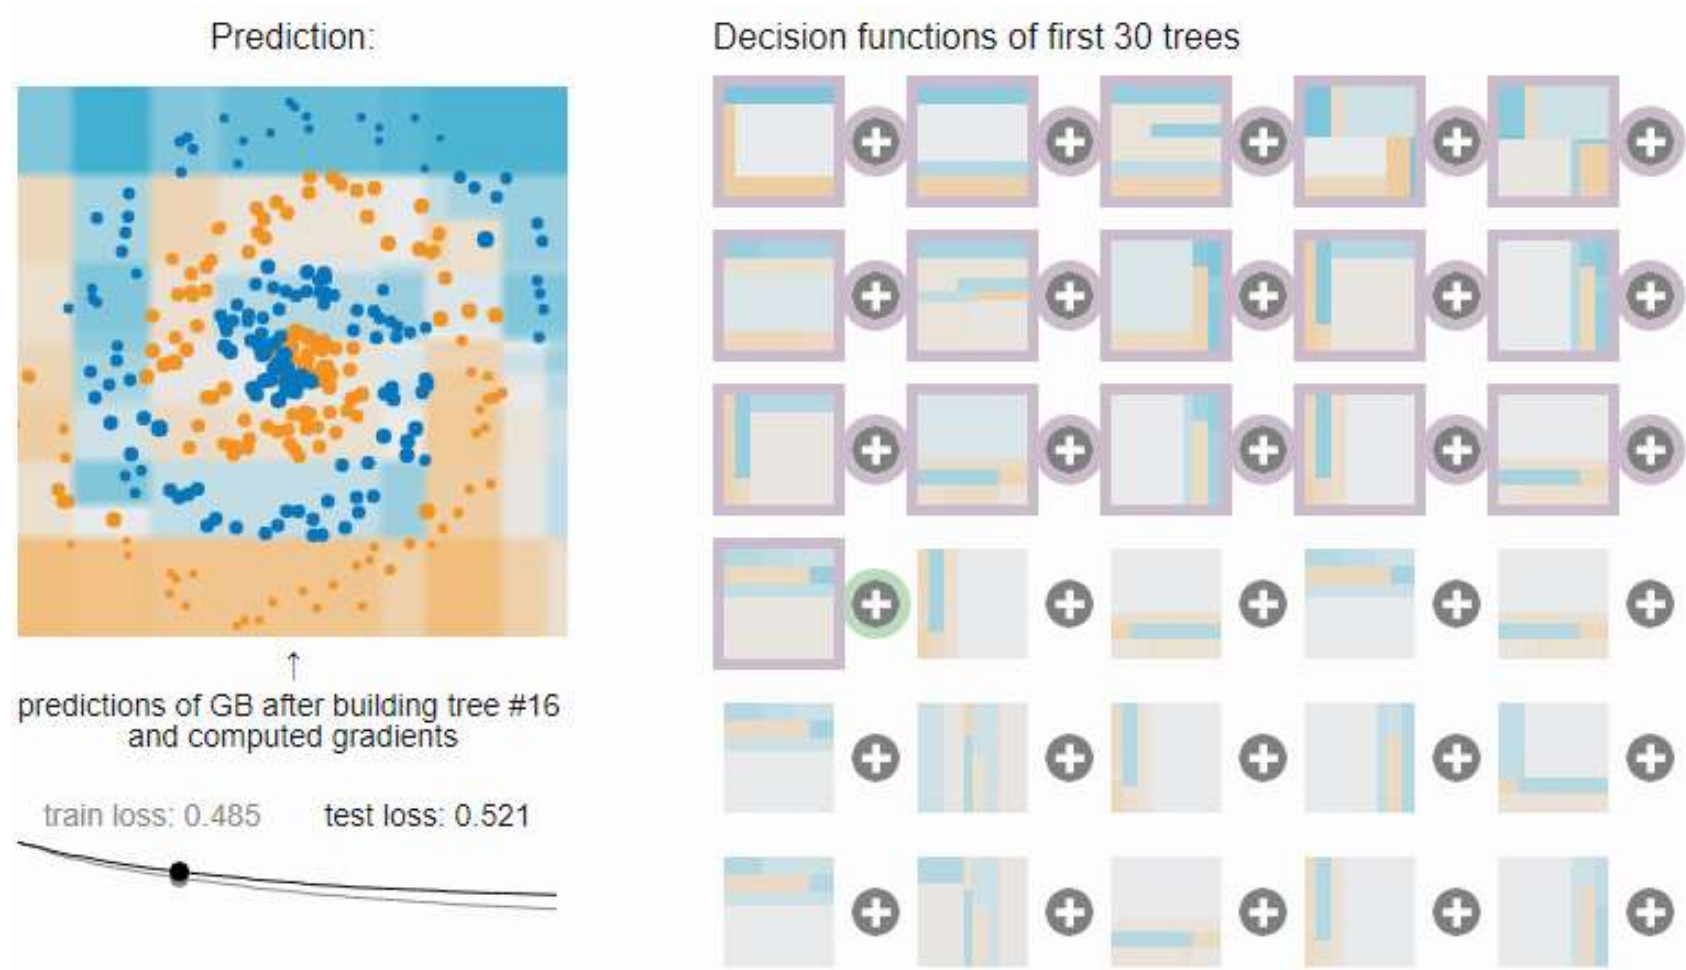 Prediction:
Decision functions of first 30 trees
↑
predictions of GB after building tree #16
and computed gradients
train loss: 0.485 test loss: 0.521